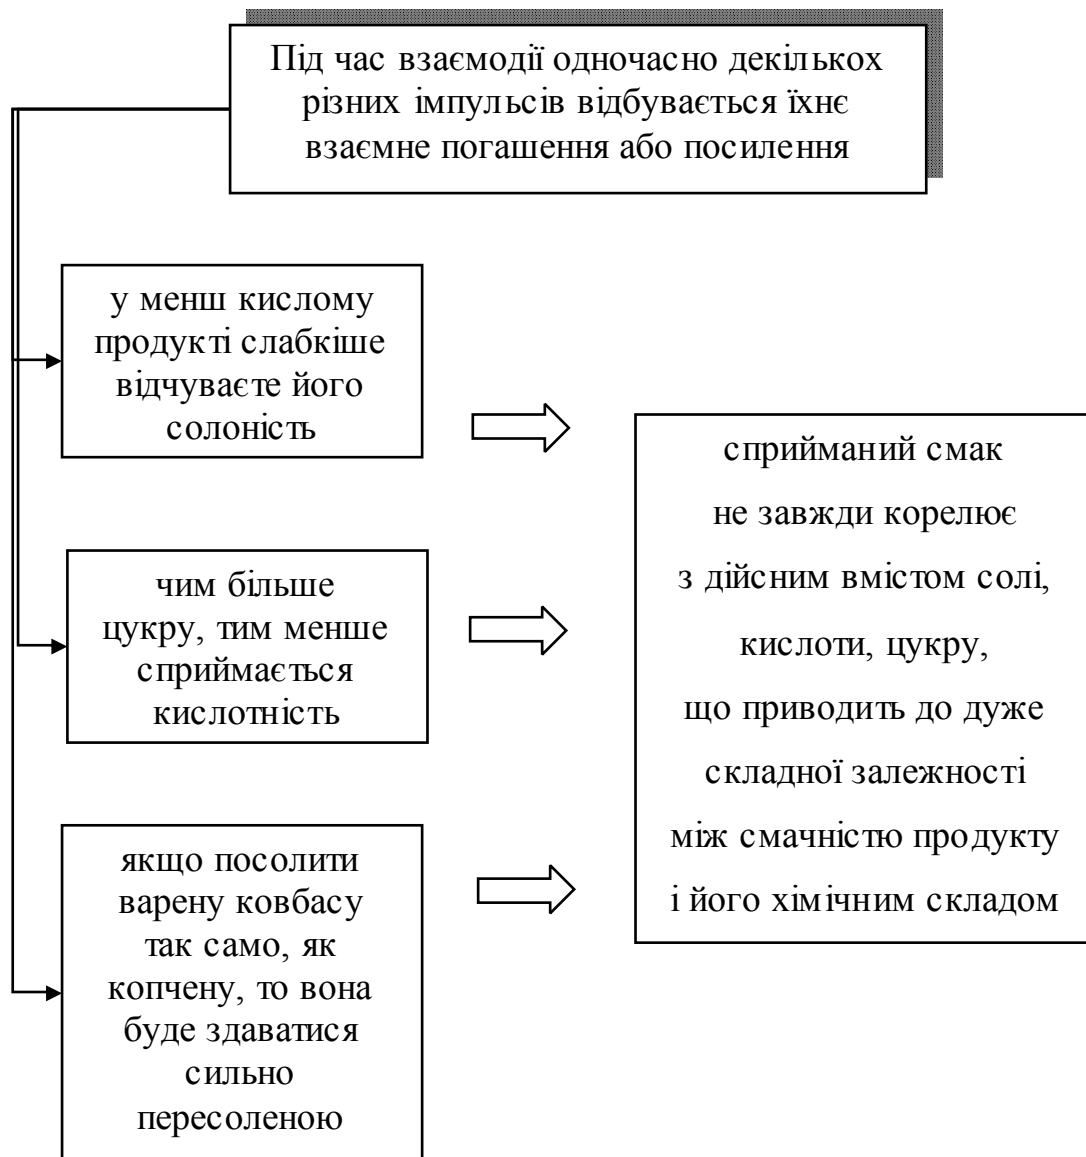 Під час взаємодії одночасно декількох
різних імпульсів відбувається їхнє
взаємне погашення або посилення
у менш кислому
продукті слабкіше
відчуваєте його
солоність
чим більше
цукру, тим менше
сприймається
кислотність
якщо посолити
варену ковбасу
так само, як
копчену, то вона
буде здаватися
сильно
пересоленою
сприйманий смак
не завжди корелює
з дійсним вмістом солі,
кислоти, цукру,
що приводить до дуже
складної залежності
між смачністю продукту
і його хімічним складом